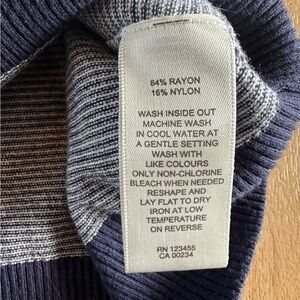 84% RAYON
16% NYLON
WASH INSIDE OUT
MACHINE WASH
IN COOL WATER AT
A GENTLE SETTING
WASH WITH
LIKE COLOURS
ONLY NON-CHLORINE
BLEACH WHEN NEEDED
RESHAPE AND
LAY FLAT TO DRY
IRON AT LOW
TEMPERATURE
ON REVERSE
RN 123455
CA 00234